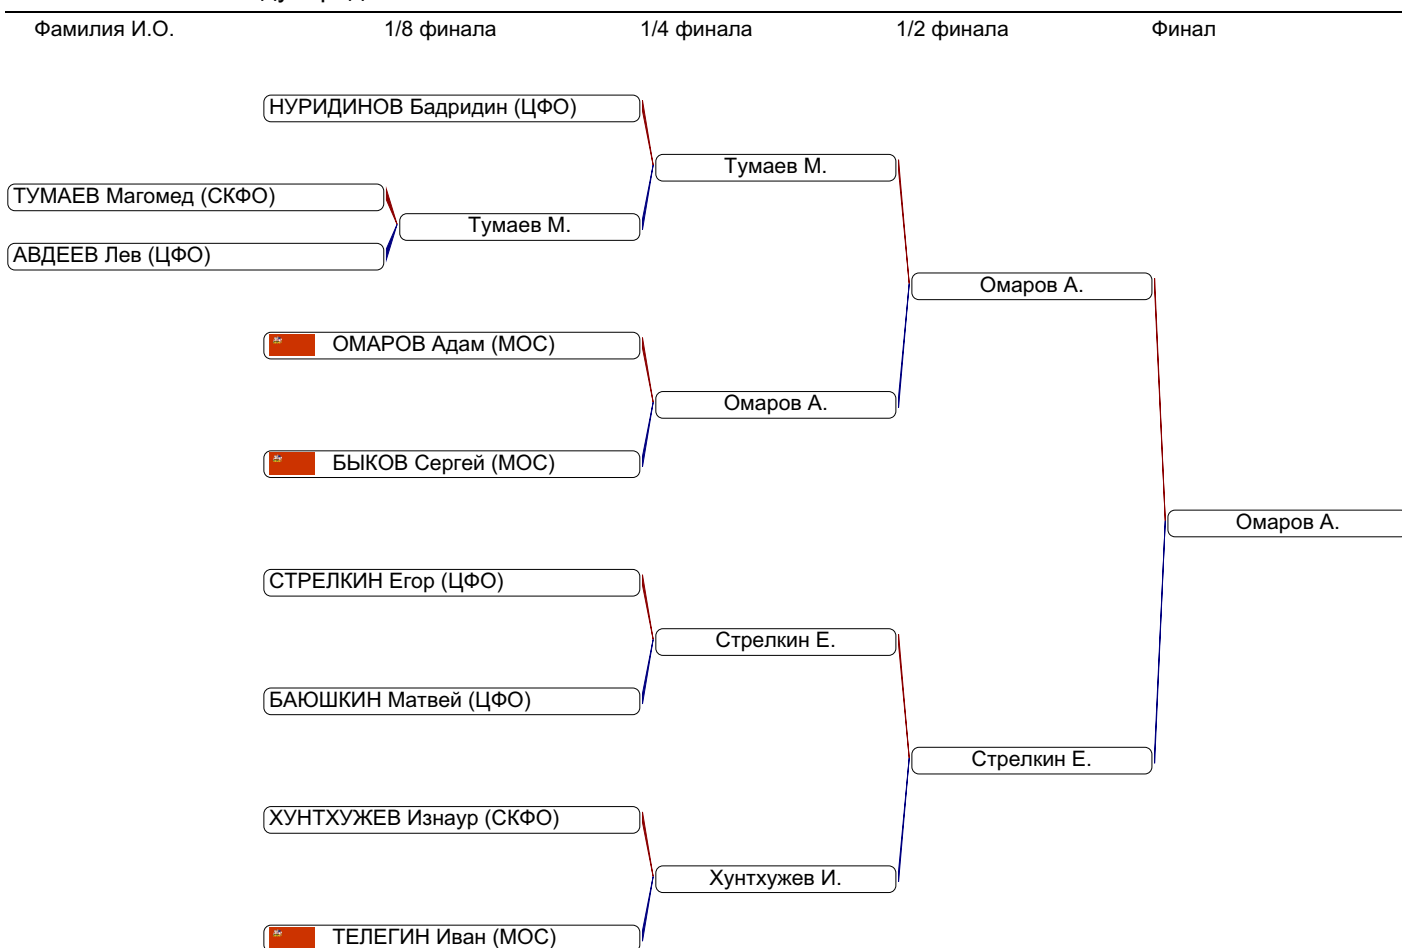 Фамилия И.О. 1/8 финала 1/4 финала 1/2 финала Финал
НУРИДИНОВ Бадридин (ЦФО)
Тумаев М.
ТУМАЕВ Магомед (СКФО)
Тумаев М.
АВДЕЕВ Лев (ЦФО)
Омаров А.
ОМАРОВ Адам (МОС)
Омаров А.
БЫКОВ Сергей (МОС)
Омаров А.
СТРЕЛКИН Егор (ЦФО)
Стрелкин Е.
БАЮШКИН Матвей (ЦФО)
Стрелкин Е.
ХУНТХУЖЕВ Изнаур (СКФО)
Хунтхужев И.
ТЕЛЕГИН Иван (МОС)